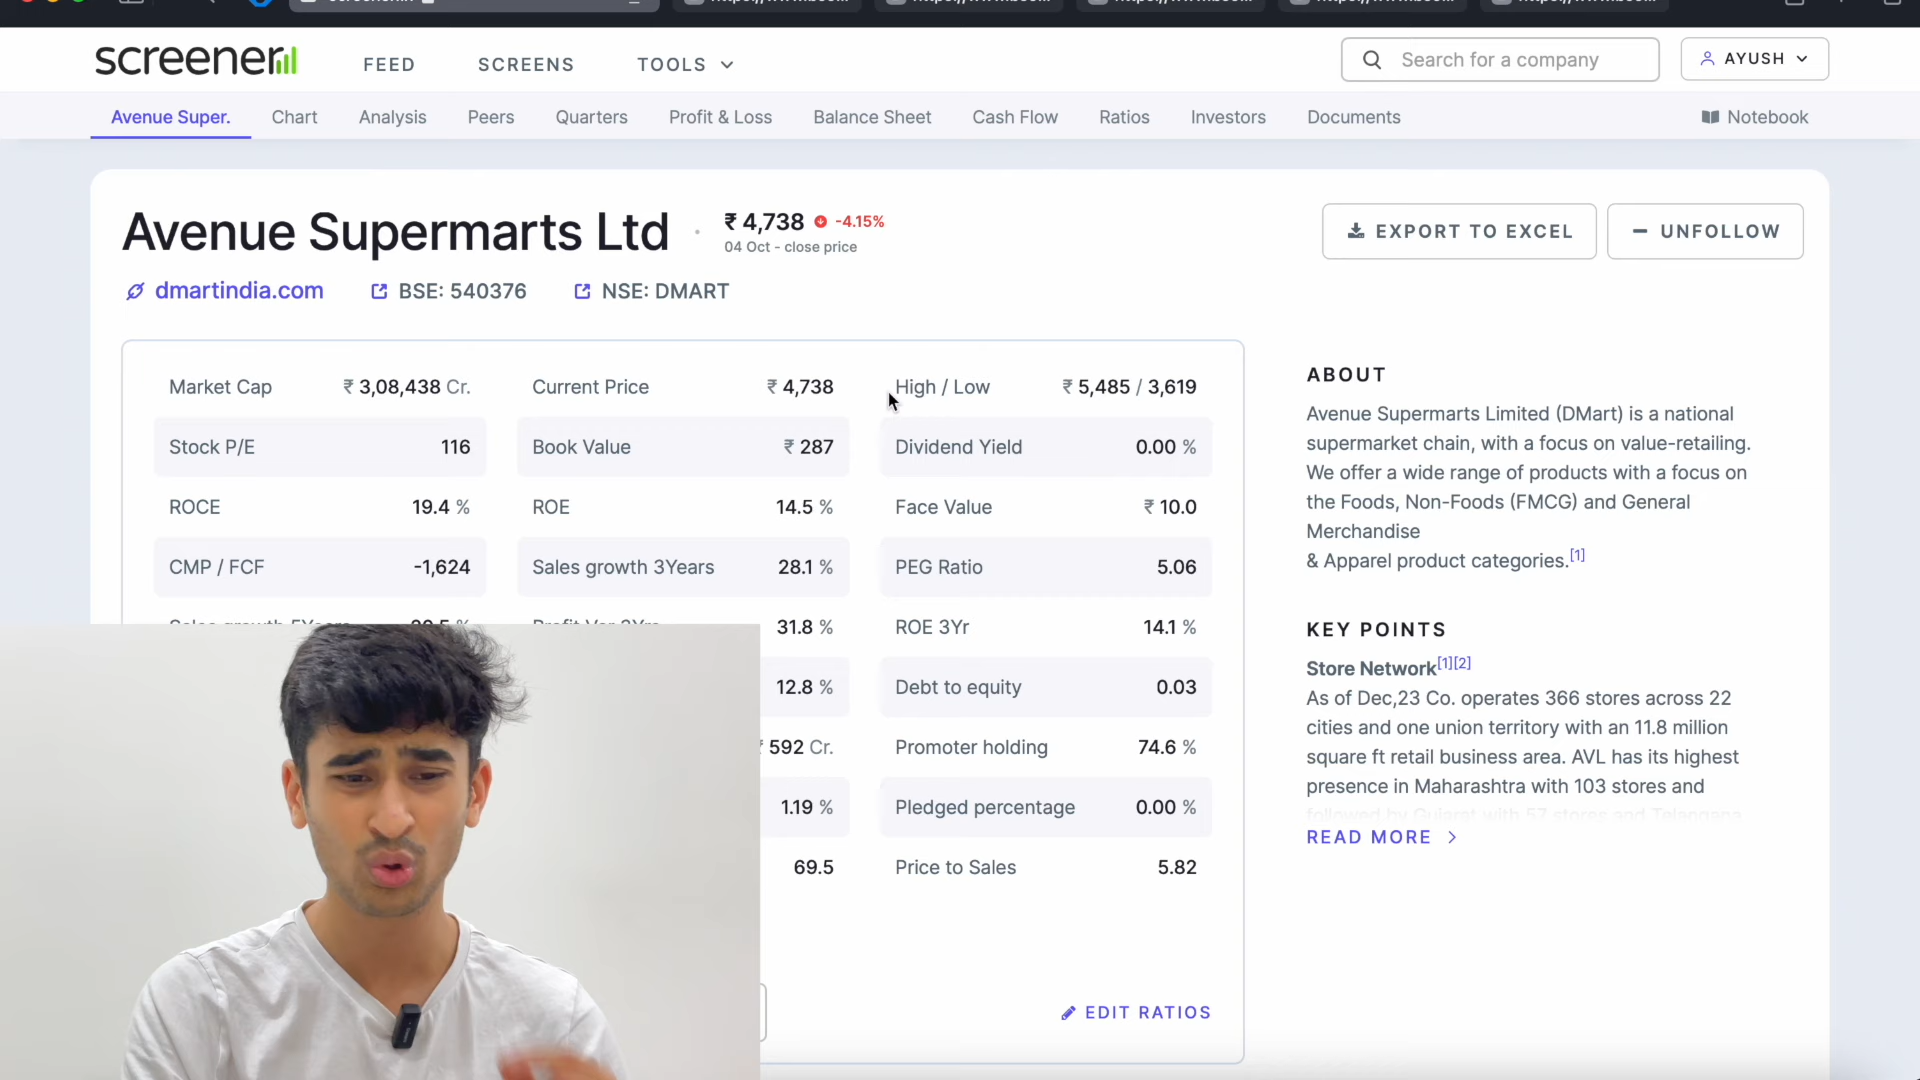 screener
FEED
SCREENS
TOOLS
Search for a company
AYUSH
Avenue Super.
Chart
Analysis
Peers
Quarters
Profit & Loss
Balance Sheet
Cash Flow
Ratios
Investors
Documents
Notebook
Avenue Supermarts Ltd
₹ 4,738 -4.15%
04 Oct - close price
EXPORT TO EXCEL
UNFOLLOW
dmartindia.com
BSE: 540376
NSE: DMART
Market Cap ₹ 3,08,438 Cr.
Current Price ₹ 4,738
High / Low ₹ 5,485 / 3,619
Stock P/E 116
Book Value ₹ 287
Dividend Yield 0.00 %
ROCE 19.4 %
ROE 14.5 %
Face Value ₹ 10.0
CMP / FCF -1,624
Sales growth 3Years 28.1 %
PEG Ratio 5.06
31.8 %
ROE 3Yr 14.1 %
12.8 %
Debt to equity 0.03
592 Cr.
Promoter holding 74.6 %
1.19 %
Pledged percentage 0.00 %
69.5
Price to Sales 5.82
EDIT RATIOS
ABOUT
Avenue Supermarts Limited (DMart) is a national
supermarket chain, with a focus on value-retailing.
We offer a wide range of products with a focus on
the Foods, Non-Foods (FMCG) and General
Merchandise
& Apparel product categories.[1]
KEY POINTS
Store Network[1][2]
As of Dec,23 Co. operates 366 stores across 22
cities and one union territory with an 11.8 million
square ft retail business area. AVL has its highest
presence in Maharashtra with 103 stores and
followed by Gujarat with 57 stores and Telangana
READ MORE